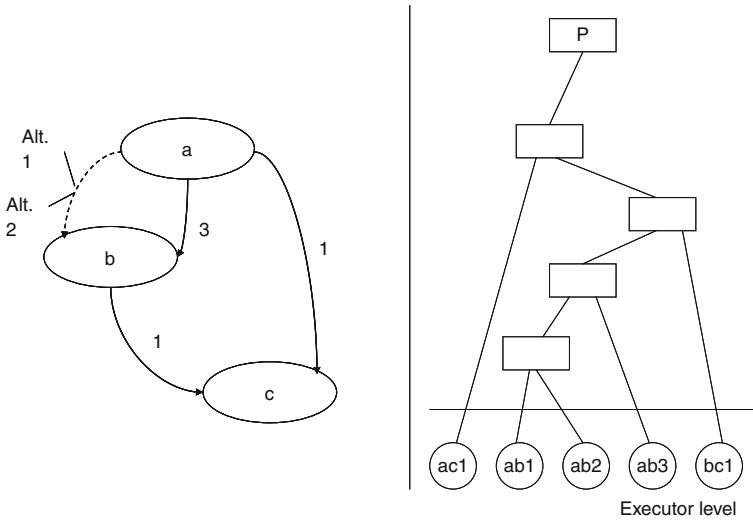 P
Alt.
1
a
Alt.
2
3
1
b
1
c
ac1 ab1 ab2 ab3 bc1
Executor level